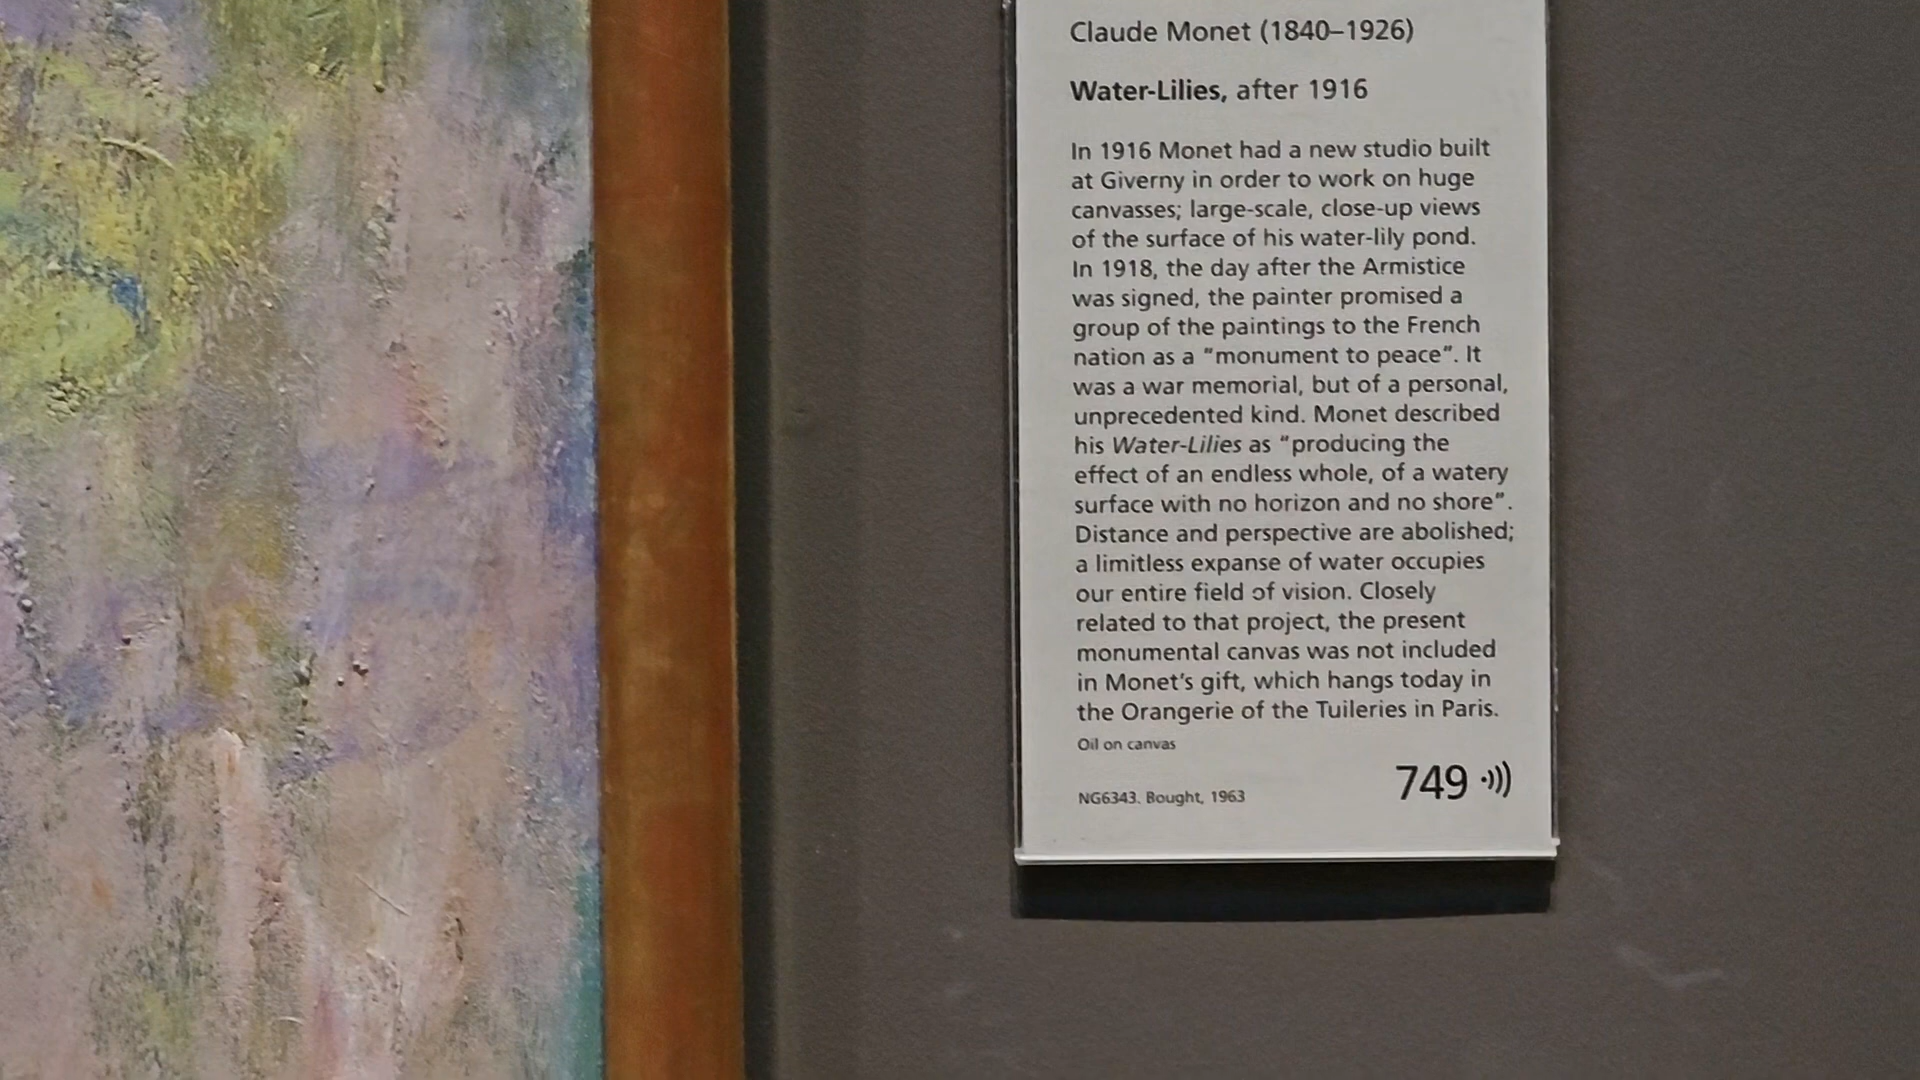 Claude Monet (1840–1926)
Water-Lilies, after 1916
In 1916 Monet had a new studio built
at Giverny in order to work on huge
canvasses; large-scale, close-up views
of the surface of his water-lily pond.
In 1918, the day after the Armistice
was signed, the painter promised a
group of the paintings to the French
nation as a “monument to peace”. It
was a war memorial, but of a personal,
unprecedented kind. Monet described
his Water-Lilies as “producing the
effect of an endless whole, of a watery
surface with no horizon and no shore”.
Distance and perspective are abolished;
a limitless expanse of water occupies
our entire field of vision. Closely
related to that project, the present
monumental canvas was not included
in Monet’s gift, which hangs today in
the Orangerie of the Tuileries in Paris.
Oil on canvas
NG6343. Bought, 1963
749